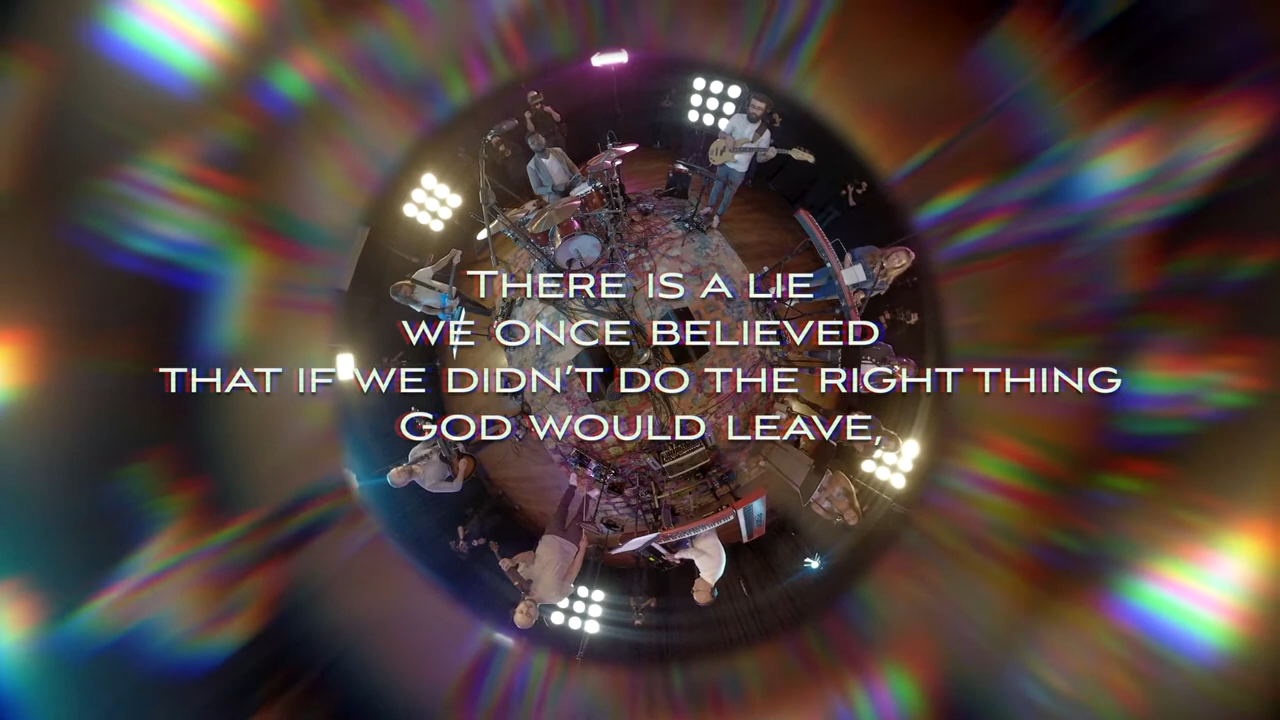 There is a lie
we once believed
that if we didn't do the right thing
God would leave,